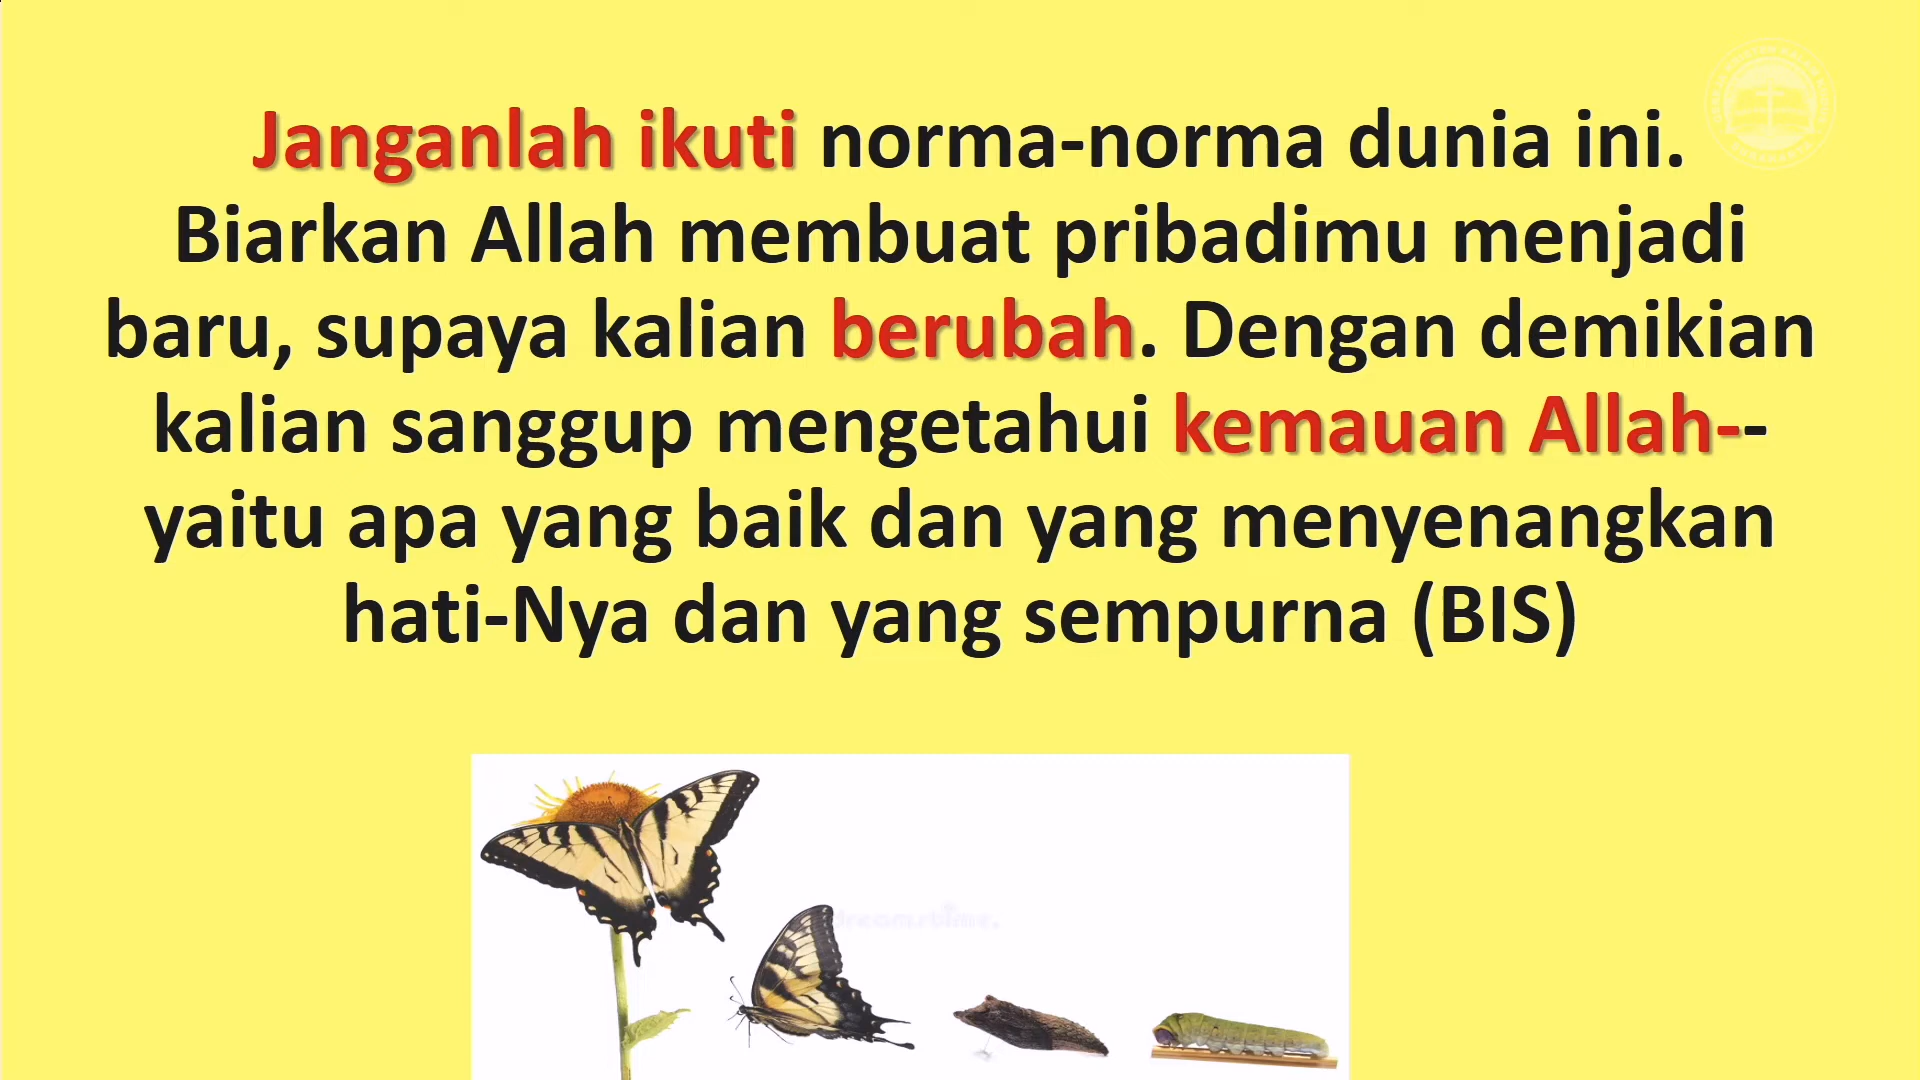 Janganlah ikuti norma-norma dunia ini.
Biarkan Allah membuat pribadimu menjadi
baru, supaya kalian berubah. Dengan demikian
kalian sanggup mengetahui kemauan Allah--
yaitu apa yang baik dan yang menyenangkan
hati-Nya dan yang sempurna (BIS)
dreamstime.